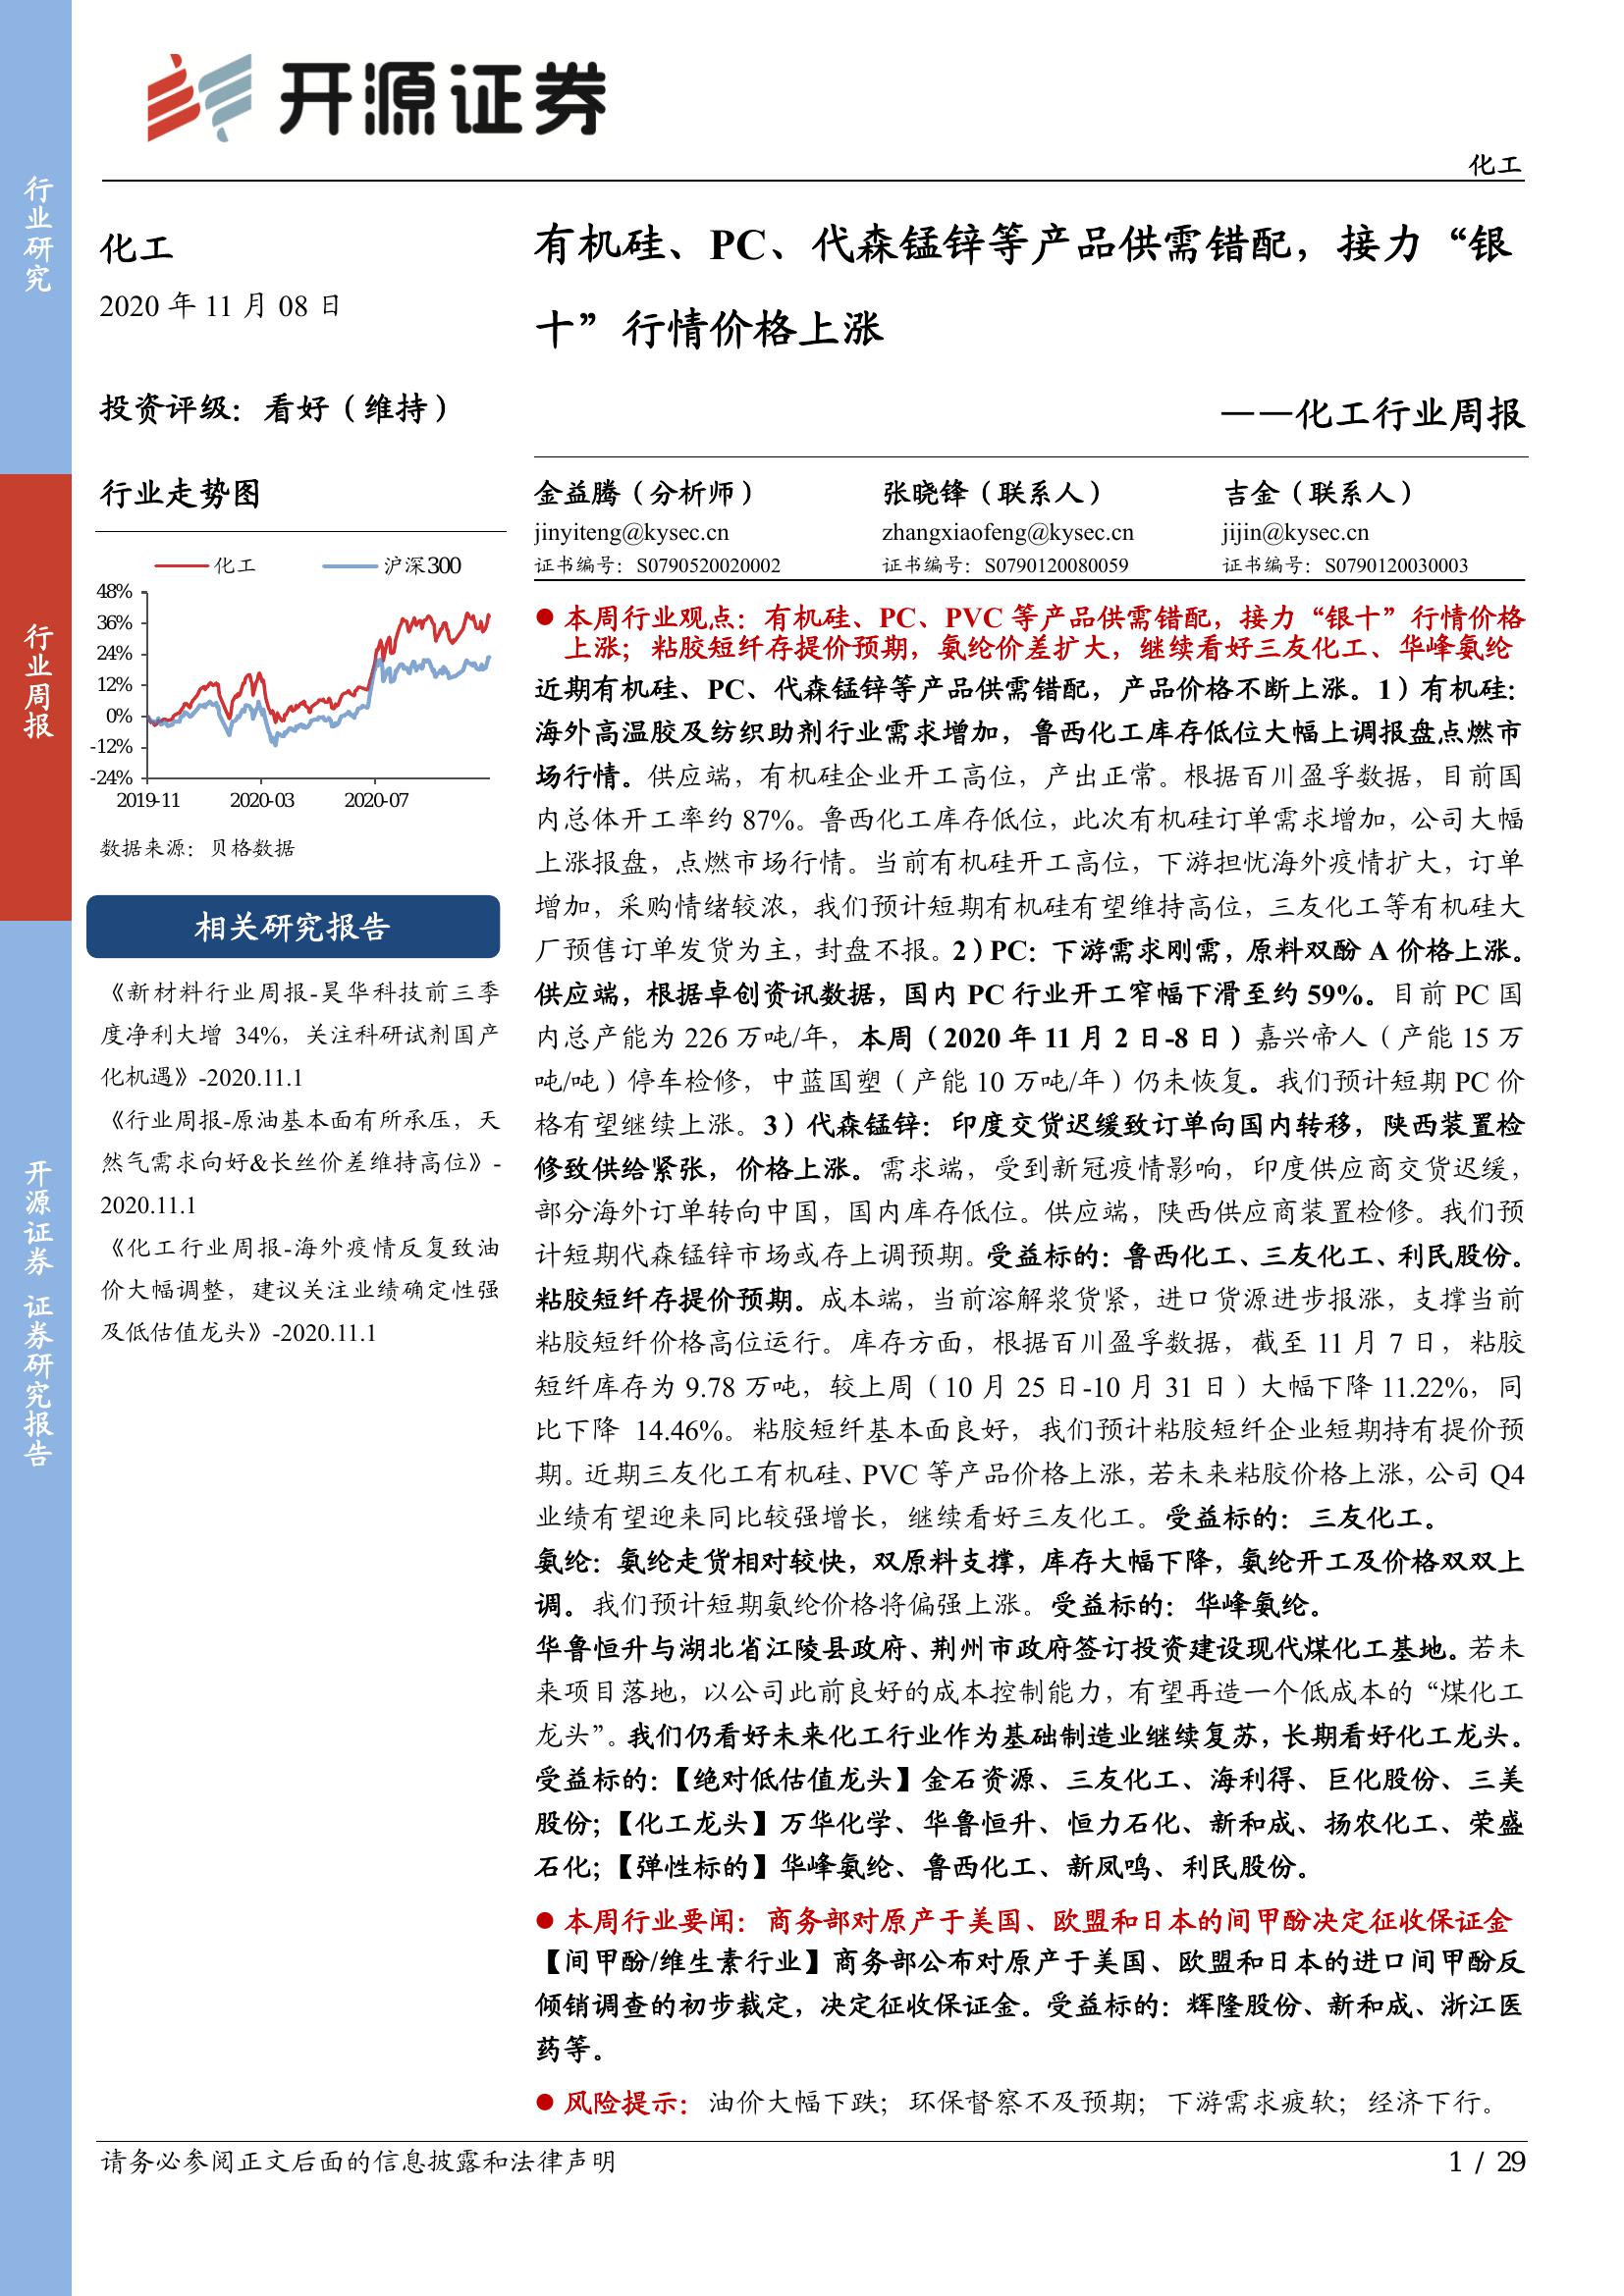 开源证券
化工
行业研究
行业周报
开源证券 证券研究报告
化工
2020 年 11 月 08 日
投资评级：看好（维持）
行业走势图
化工 沪深300
48%
36%
24%
12%
0%
-12%
-24%
2019-11 2020-03 2020-07
数据来源：贝格数据
相关研究报告
《新材料行业周报-昊华科技前三季
度净利大增 34%，关注科研试剂国产
化机遇》-2020.11.1
《行业周报-原油基本面有所承压，天
然气需求向好&长丝价差维持高位》-
2020.11.1
《化工行业周报-海外疫情反复致油
价大幅调整，建议关注业绩确定性强
及低估值龙头》-2020.11.1
有机硅、PC、代森锰锌等产品供需错配，接力“银
十”行情价格上涨
——化工行业周报
金益腾（分析师） 张晓锋（联系人） 吉金（联系人）
jinyiteng@kysec.cn zhangxiaofeng@kysec.cn jijin@kysec.cn
证书编号：S0790520020002 证书编号：S0790120080059 证书编号：S0790120030003
● 本周行业观点：有机硅、PC、PVC 等产品供需错配，接力“银十”行情价格
上涨；粘胶短纤存提价预期，氨纶价差扩大，继续看好三友化工、华峰氨纶
近期有机硅、PC、代森锰锌等产品供需错配，产品价格不断上涨。1）有机硅：
海外高温胶及纺织助剂行业需求增加，鲁西化工库存低位大幅上调报盘点燃市
场行情。供应端，有机硅企业开工高位，产出正常。根据百川盈孚数据，目前国
内总体开工率约 87%。鲁西化工库存低位，此次有机硅订单需求增加，公司大幅
上涨报盘，点燃市场行情。当前有机硅开工高位，下游担忧海外疫情扩大，订单
增加，采购情绪较浓，我们预计短期有机硅有望维持高位，三友化工等有机硅大
厂预售订单发货为主，封盘不报。2）PC：下游需求刚需，原料双酚 A 价格上涨。
供应端，根据卓创资讯数据，国内 PC 行业开工窄幅下滑至约 59%。目前 PC 国
内总产能为 226 万吨/年，本周（2020 年 11 月 2 日-8 日）嘉兴帝人（产能 15 万
吨/吨）停车检修，中蓝国塑（产能 10 万吨/年）仍未恢复。我们预计短期 PC 价
格有望继续上涨。3）代森锰锌：印度交货迟缓致订单向国内转移，陕西装置检
修致供给紧张，价格上涨。需求端，受到新冠疫情影响，印度供应商交货迟缓，
部分海外订单转向中国，国内库存低位。供应端，陕西供应商装置检修。我们预
计短期代森锰锌市场或存上调预期。受益标的：鲁西化工、三友化工、利民股份。
粘胶短纤存提价预期。成本端，当前溶解浆货紧，进口货源进步报涨，支撑当前
粘胶短纤价格高位运行。库存方面，根据百川盈孚数据，截至 11 月 7 日，粘胶
短纤库存为 9.78 万吨，较上周（10 月 25 日-10 月 31 日）大幅下降 11.22%，同
比下降 14.46%。粘胶短纤基本面良好，我们预计粘胶短纤企业短期持有提价预
期。近期三友化工有机硅、PVC 等产品价格上涨，若未来粘胶价格上涨，公司 Q4
业绩有望迎来同比较强增长，继续看好三友化工。受益标的：三友化工。
氨纶：氨纶走货相对较快，双原料支撑，库存大幅下降，氨纶开工及价格双双上
调。我们预计短期氨纶价格将偏强上涨。受益标的：华峰氨纶。
华鲁恒升与湖北省江陵县政府、荆州市政府签订投资建设现代煤化工基地。若未
来项目落地，以公司此前良好的成本控制能力，有望再造一个低成本的“煤化工
龙头”。我们仍看好未来化工行业作为基础制造业继续复苏，长期看好化工龙头。
受益标的：【绝对低估值龙头】金石资源、三友化工、海利得、巨化股份、三美
股份；【化工龙头】万华化学、华鲁恒升、恒力石化、新和成、扬农化工、荣盛
石化；【弹性标的】华峰氨纶、鲁西化工、新凤鸣、利民股份。
● 本周行业要闻：商务部对原产于美国、欧盟和日本的间甲酚决定征收保证金
【间甲酚/维生素行业】商务部公布对原产于美国、欧盟和日本的进口间甲酚反
倾销调查的初步裁定，决定征收保证金。受益标的：辉隆股份、新和成、浙江医
药等。
● 风险提示：油价大幅下跌；环保督察不及预期；下游需求疲软；经济下行。
请务必参阅正文后面的信息披露和法律声明
1 / 29